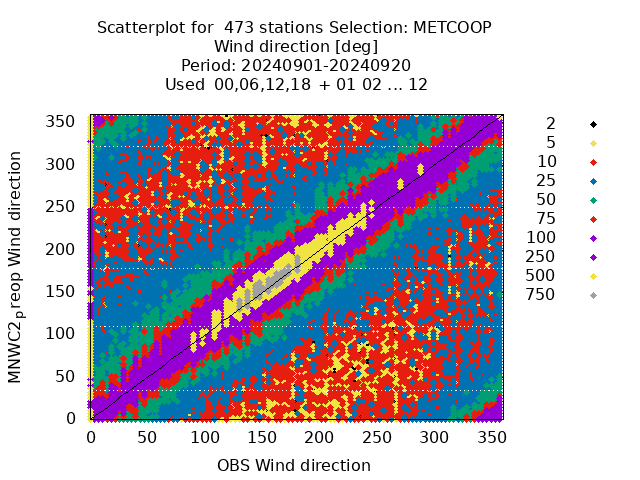 Scatterplot for 473 stations Selection: METCOOP
Wind direction [deg]
Period: 20240901-20240920
Used 00,06,12,18 + 01 02 ... 12
MNWC2preop Wind direction
350
300
250
200
150
100
50
0
0 50 100 150 200 250 300 350
OBS Wind direction
2
5
10
25
50
75
100
250
500
750